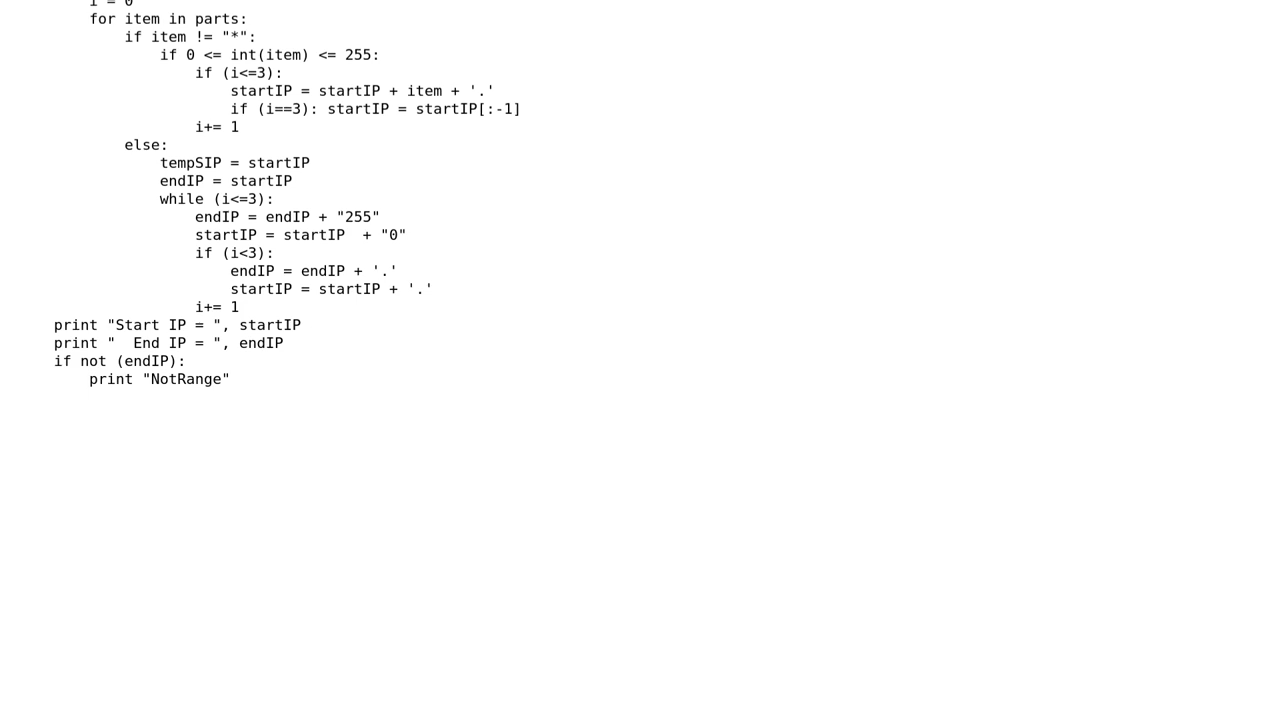 i = 0
for item in parts:
if item != "*":
if 0 <= int(item) <= 255:
if (i<=3):
startIP = startIP + item + '.'
if (i==3): startIP = startIP[:-1]
i+= 1
else:
tempSIP = startIP
endIP = startIP
while (i<=3):
endIP = endIP + "255"
startIP = startIP  + "0"
if (i<3):
endIP = endIP + '.'
startIP = startIP + '.'
i+= 1
print "Start IP = ", startIP
print "  End IP = ", endIP
if not (endIP):
print "NotRange"